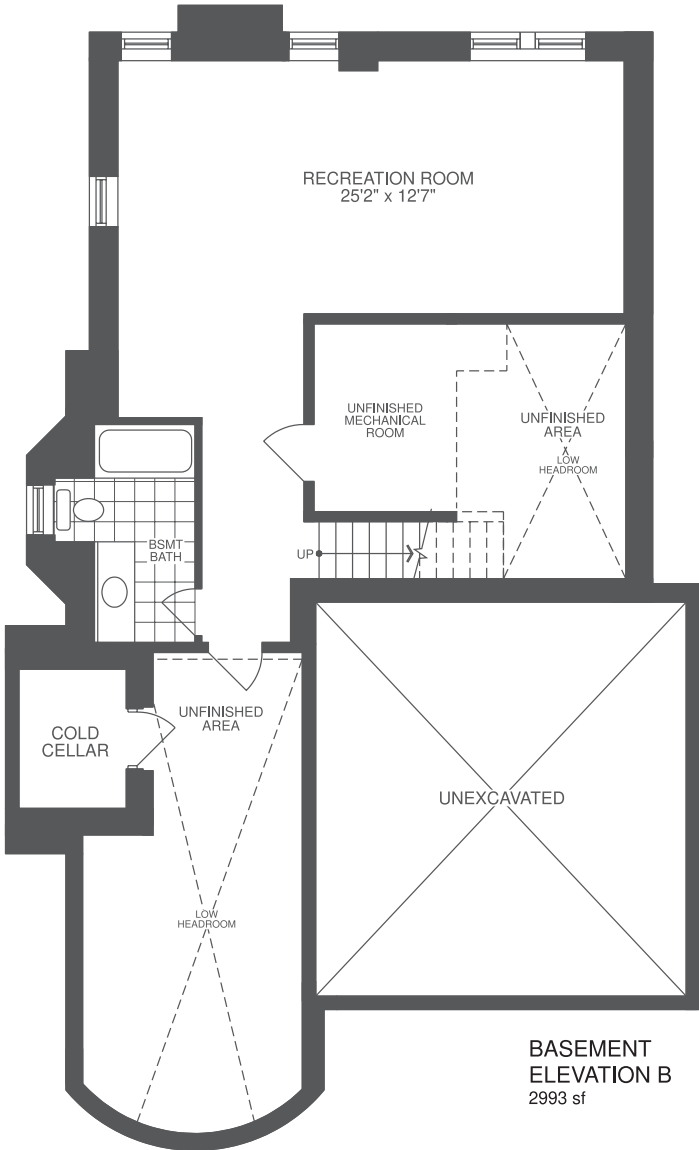 RECREATION ROOM
25'2" x 12'7"
UNFINISHED
MECHANICAL
ROOM
UNFINISHED
AREA
LOW
HEADROOM
BSMT
BATH
UP
UNFINISHED
AREA
COLD
CELLAR
UNEXCAVATED
LOW
HEADROOM
BASEMENT
ELEVATION B
2993 sf